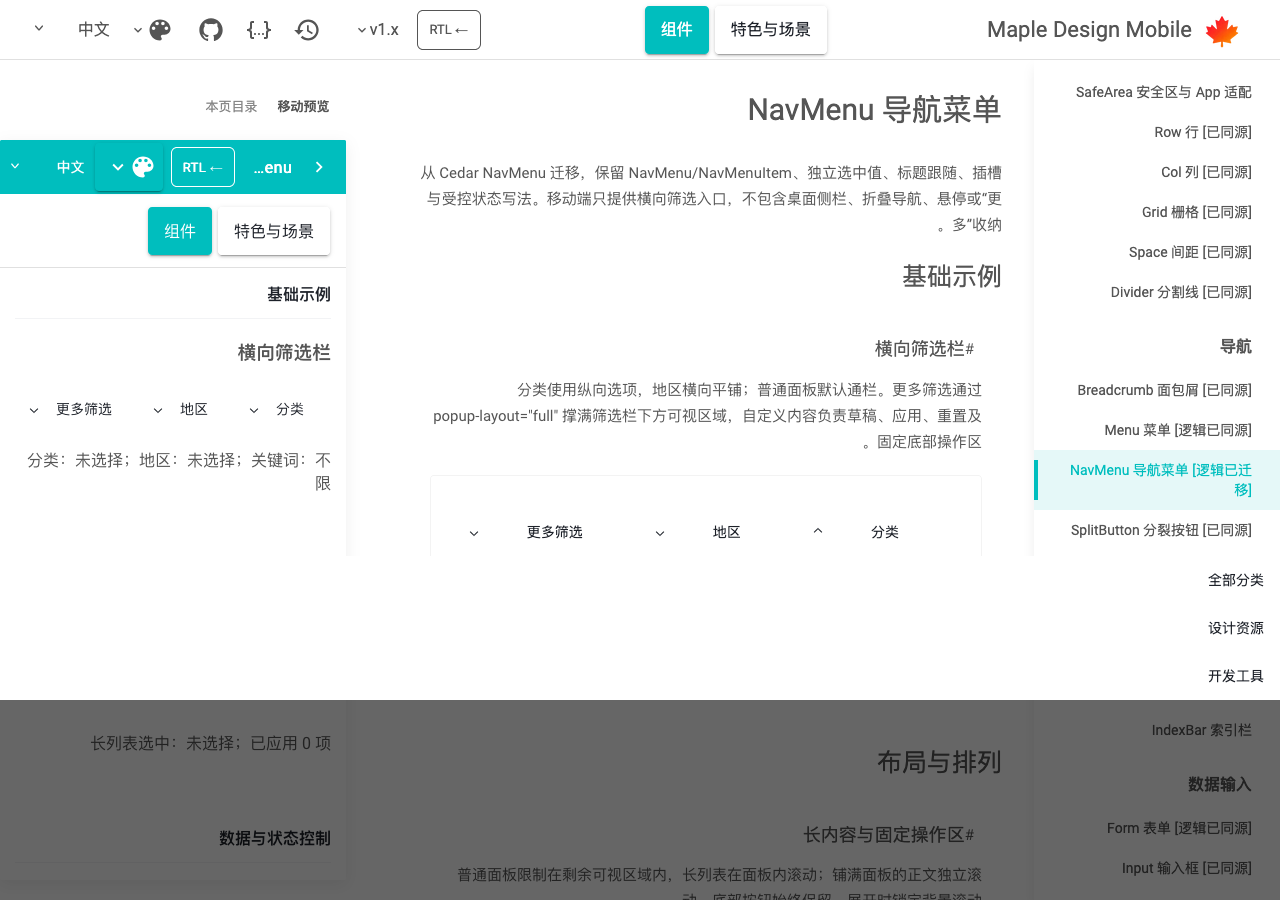 Maple Design Mobile
特色与场景
组件
RTL ←
v1.x
中文
SafeArea 安全区与 App 适配
Row 行 [已同源]
Col 列 [已同源]
Grid 栅格 [已同源]
Space 间距 [已同源]
Divider 分割线 [已同源]
导航
Breadcrumb 面包屑 [已同源]
Menu 菜单 [逻辑已同源]
NavMenu 导航菜单 [逻辑已迁
移]
SplitButton 分裂按钮 [已同源]
NavMenu 导航菜单
从 Cedar NavMenu 迁移，保留 NavMenu/NavMenuItem、独立选中值、标题跟随、插槽
与受控状态写法。移动端只提供横向筛选入口，不包含桌面侧栏、折叠导航、悬停或“更
多”收纳。
基础示例
横向筛选栏#
分类使用纵向选项，地区横向平铺；普通面板默认通栏。更多筛选通过
popup-layout="full" 撑满筛选栏下方可视区域，自定义内容负责草稿、应用、重置及
固定底部操作区。
分类
地区
更多筛选
移动预览
本页目录
...enu
RTL ←
中文
特色与场景
组件
基础示例
横向筛选栏
分类
地区
更多筛选
分类：未选择；地区：未选择；关键词：不
限
全部分类
设计资源
开发工具
IndexBar 索引栏
数据输入
Form 表单 [逻辑已同源]
Input 输入框 [已同源]
布局与排列
长内容与固定操作区#
普通面板限制在剩余可视区域内，长列表在面板内滚动；铺满面板的正文独立滚
动，底部按钮始终保留，展开时锁定背景滚动
长列表选中：未选择；已应用 0 项
数据与状态控制